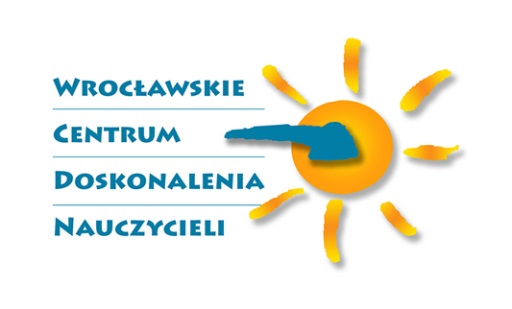 Wrocławskie
Centrum
Doskonalenia
Nauczycieli